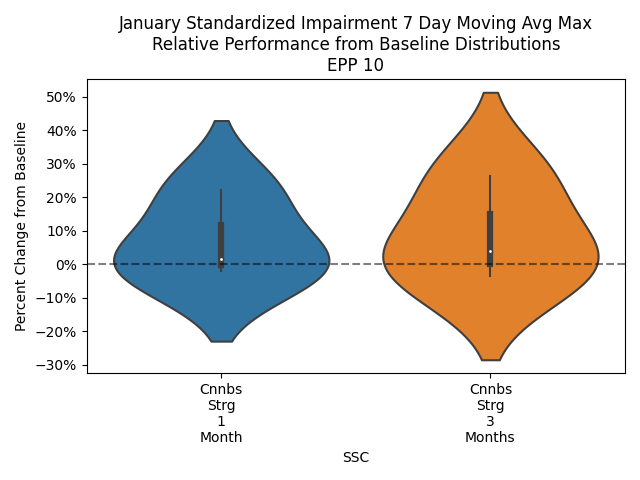 January Standardized Impairment 7 Day Moving Avg Max
Relative Performance from Baseline Distributions
EPP 10
Percent Change from Baseline
50%
40%
30%
20%
10%
0%
−10%
−20%
−30%
Cnnbs
Strg
1
Month
Cnnbs
Strg
3
Months
SSC